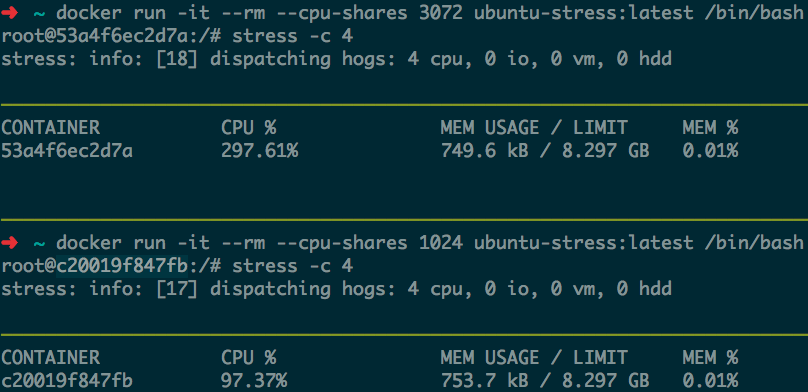 ➜ ~ docker run -it --rm --cpu-shares 3072 ubuntu-stress:latest /bin/bash
root@53a4f6ec2d7a:/# stress -c 4
stress: info: [18] dispatching hogs: 4 cpu, 0 io, 0 vm, 0 hdd
CONTAINER CPU % MEM USAGE / LIMIT MEM %
53a4f6ec2d7a 297.61% 749.6 kB / 8.297 GB 0.01%
➜ ~ docker run -it --rm --cpu-shares 1024 ubuntu-stress:latest /bin/bash
root@c20019f847fb:/# stress -c 4
stress: info: [17] dispatching hogs: 4 cpu, 0 io, 0 vm, 0 hdd
CONTAINER CPU % MEM USAGE / LIMIT MEM %
c20019f847fb 97.37% 753.7 kB / 8.297 GB 0.01%